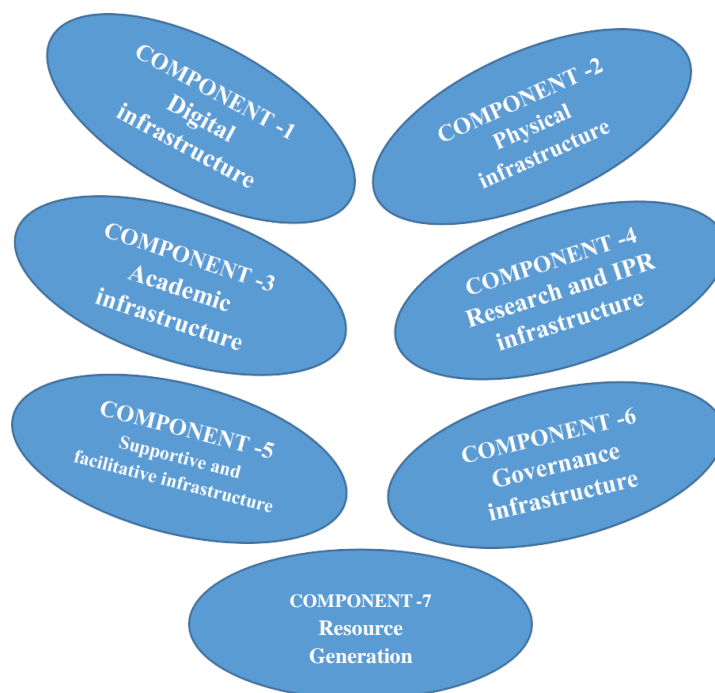 COMPONENT -1
Digital
infrastructure
COMPONENT -2
Physical
infrastructure
COMPONENT -3
Academic
infrastructure
COMPONENT -4
Research and IPR
infrastructure
COMPONENT -5
Supportive and
facilitative infrastructure
COMPONENT -6
Governance
infrastructure
COMPONENT -7
Resource
Generation